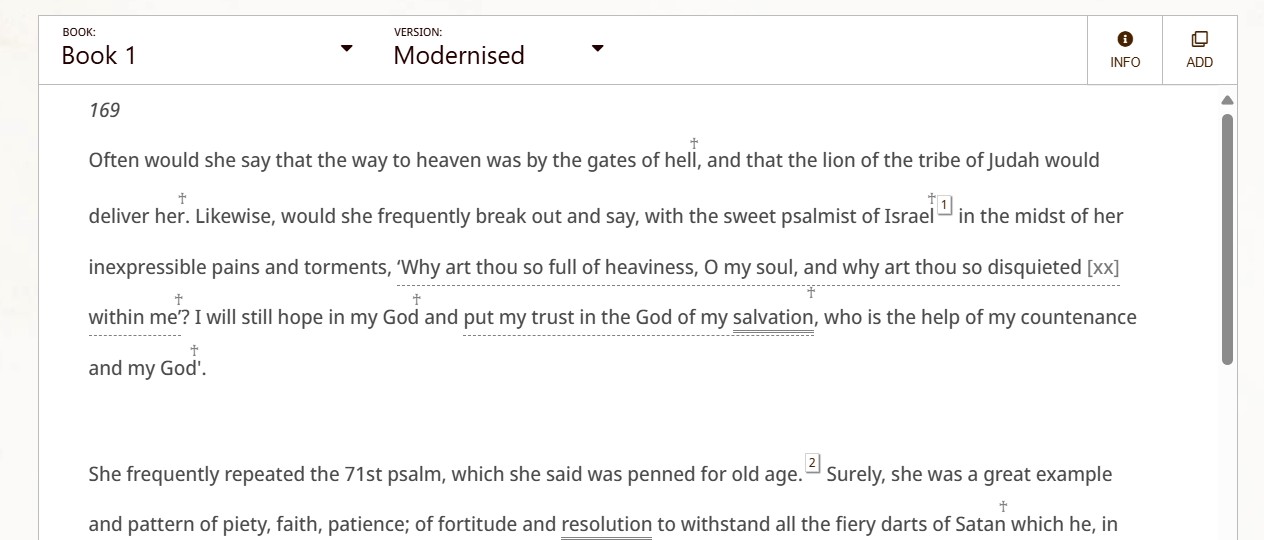 BOOK:
Book 1
VERSION:
Modernised
INFO
ADD
169
Often would she say that the way to heaven was by the gates of hell,† and that the lion of the tribe of Judah would
deliver her.† Likewise, would she frequently break out and say, with the sweet psalmist of Israel†1 in the midst of her
inexpressible pains and torments, ‘Why art thou so full of heaviness, O my soul, and why art thou so disquieted [xx]
within me’†? I will still hope in my God† and put my trust in the God of my salvation†, who is the help of my countenance
and my God†'.
She frequently repeated the 71st psalm, which she said was penned for old age.2 Surely, she was a great example
and pattern of piety, faith, patience; of fortitude and resolution to withstand all the fiery darts of Satan† which he, in